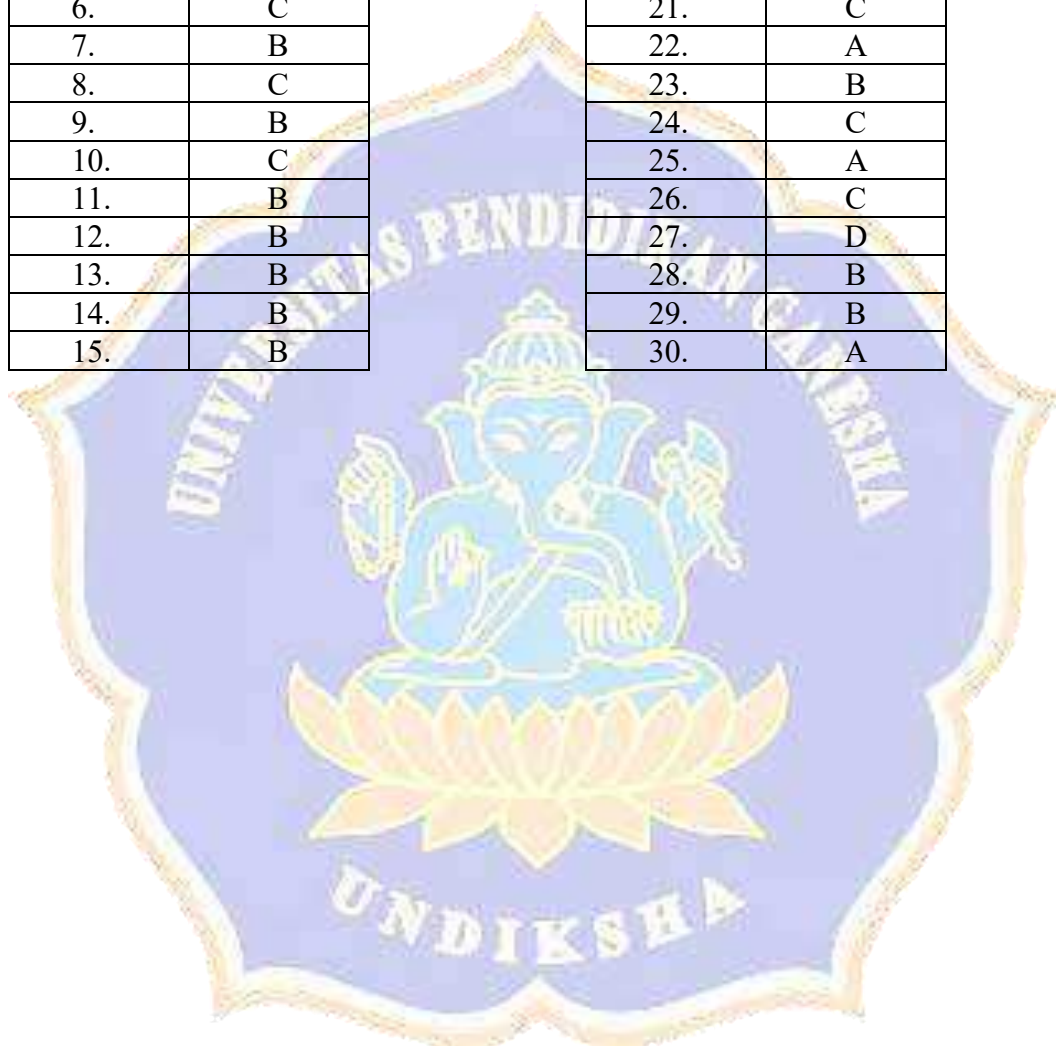 6. C 21. C
7. B 22. A
8. C 23. B
9. B 24. C
10. C 25. A
11. B 26. C
12. B 27. D
13. B 28. B
14. B 29. B
15. B 30. A
UNIVERSITAS PENDIDIKAN GANESHA
UNDIKSHA